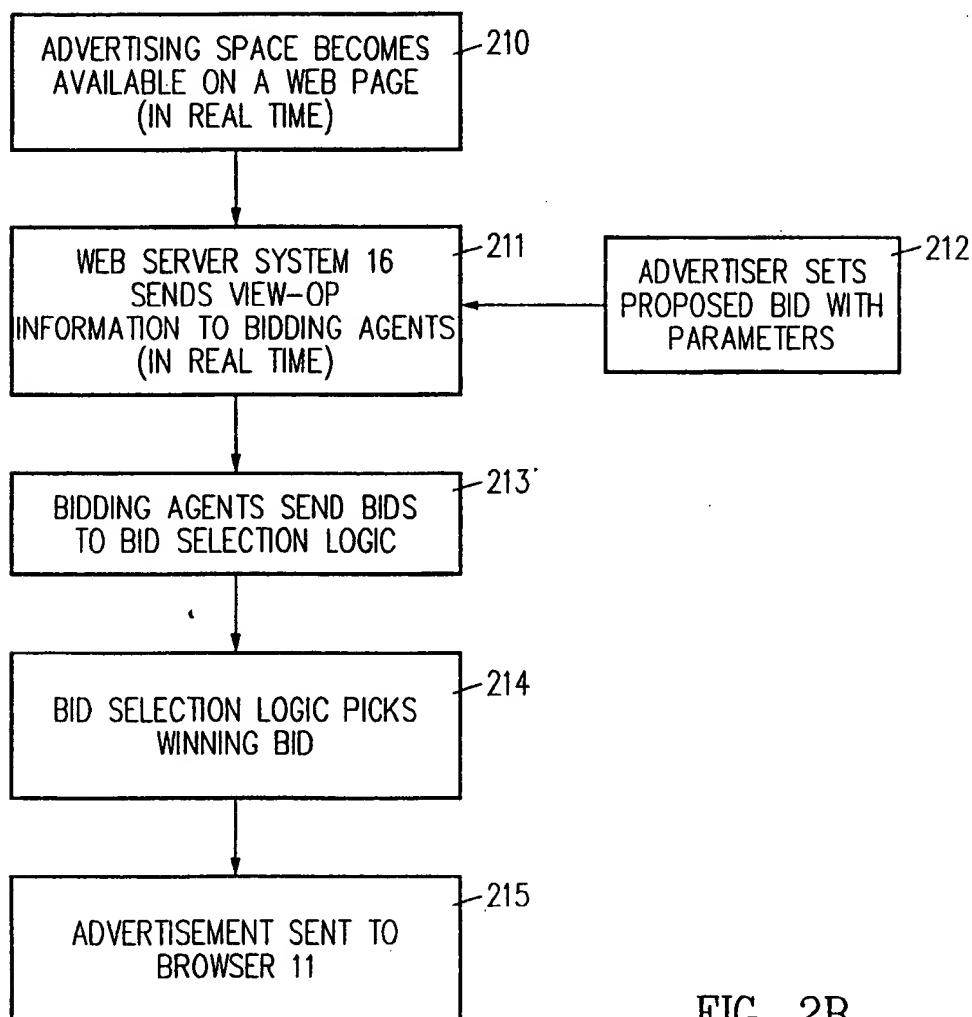 ADVERTISING SPACE BECOMES
AVAILABLE ON A WEB PAGE
(IN REAL TIME)
210
WEB SERVER SYSTEM 16
SENDS VIEW-OP
INFORMATION TO BIDDING AGENTS
(IN REAL TIME)
211
ADVERTISER SETS
PROPOSED BID WITH
PARAMETERS
212
BIDDING AGENTS SEND BIDS
TO BID SELECTION LOGIC
213
BID SELECTION LOGIC PICKS
WINNING BID
214
ADVERTISEMENT SENT TO
BROWSER 11
215
FIG. 2B